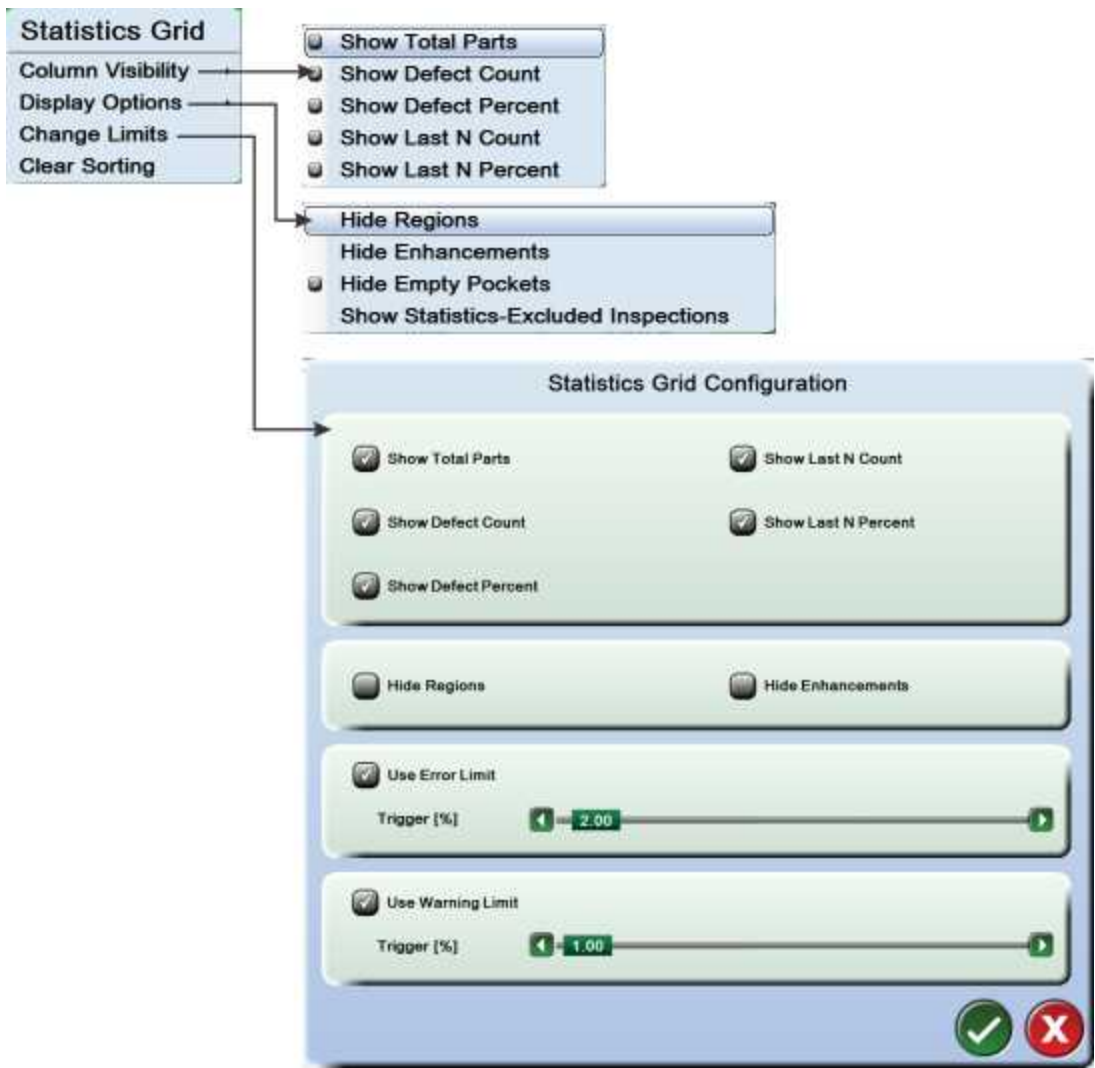 Statistics Grid
Column Visibility
Display Options
Change Limits
Clear Sorting
Show Total Parts
Show Defect Count
Show Defect Percent
Show Last N Count
Show Last N Percent
Hide Regions
Hide Enhancements
Hide Empty Pockets
Show Statistics-Excluded Inspections
Statistics Grid Configuration
Show Total Parts
Show Last N Count
Show Defect Count
Show Last N Percent
Show Defect Percent
Hide Regions
Hide Enhancements
Use Error Limit
Trigger [%]
2.00
Use Warning Limit
Trigger [%]
1.00